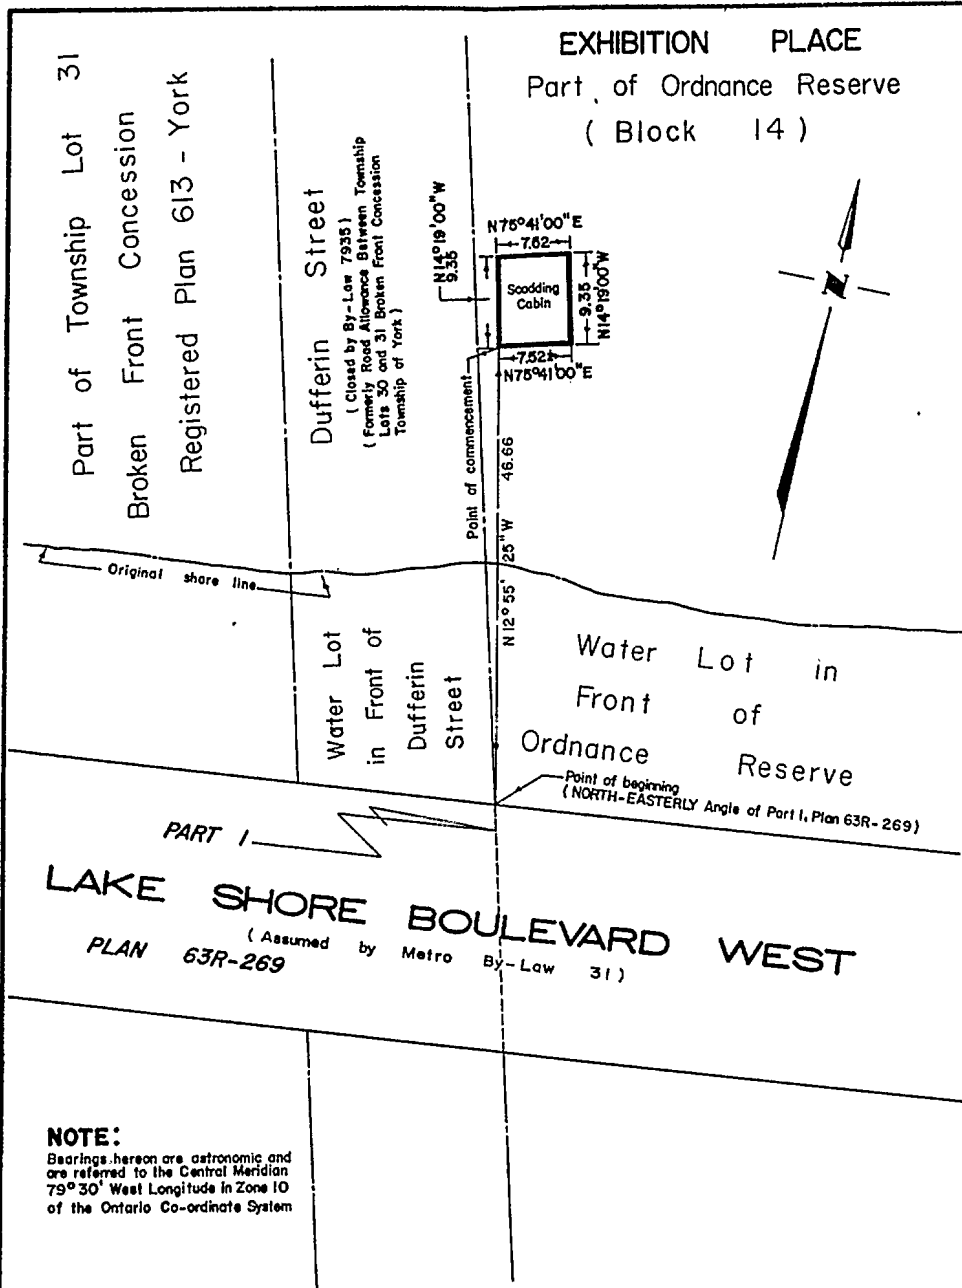 EXHIBITION PLACE
Part of Ordnance Reserve
( Block 14 )
Part of Township Lot 31
Broken Front Concession
Registered Plan 613 - York
Dufferin Street
( Closed by By-Law 7935 )
( Formerly Road Allowance Between Township
Lots 30 and 31 Broken Front Concession
Township of York )
N14°19'00"W
9.35
N75°41'00"E
7.62
Scadding
Cabin
9.35
N14°19'00"W
7.62
N75°41'00"E
Point of commencement
N12°55'25"W 46.66
N
Original shore line
Water Lot
in Front of
Dufferin
Street
Water Lot in
Front of
Ordnance Reserve
Point of beginning
( NORTH-EASTERLY Angle of Part 1, Plan 63R-269 )
PART 1
LAKE SHORE BOULEVARD WEST
( Assumed by Metro By-Law 31 )
PLAN 63R-269
NOTE:
Bearings hereon are astronomic and
are referred to the Central Meridian
79°30' West Longitude in Zone 10
of the Ontario Co-ordinate System